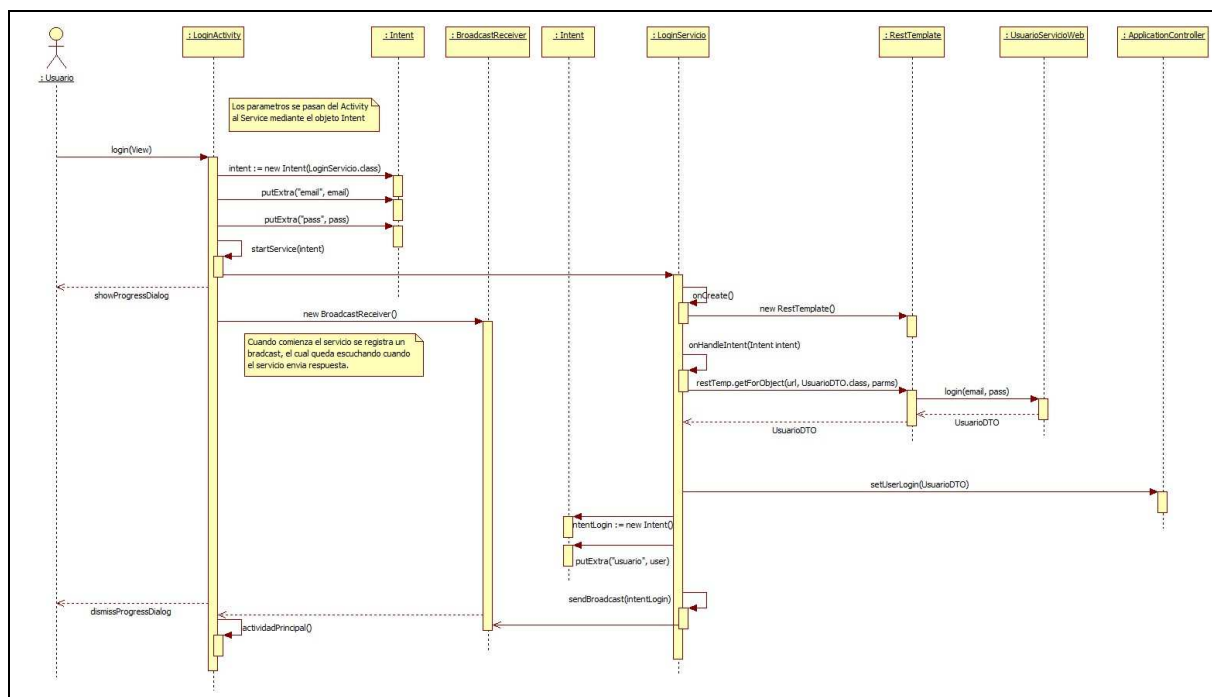 : Usuario
: LoginActivity
: Intent
: BroadcastReceiver
: Intent
: LoginServicio
: RestTemplate
: UsuarioServicioWeb
: ApplicationController
Los parametros se pasan del Activity
al Service mediante el objeto Intent
login(View)
intent := new Intent(LoginServicio.class)
putExtra("email", email)
putExtra("pass", pass)
startService(intent)
showProgressDialog
onCreate()
new RestTemplate()
new BroadcastReceiver()
Cuando comienza el servicio se registra un
bradcast, el cual queda escuchando cuando
el servicio envia respuesta.
onHandleIntent(Intent intent)
restTemp.getForObject(url, UsuarioDTO.class, parms)
login(email, pass)
UsuarioDTO
UsuarioDTO
setUserLogin(UsuarioDTO)
intentLogin := new Intent()
putExtra("usuario", user)
sendBroadcast(intentLogin)
dismissProgressDialog
actividadPrincipal()